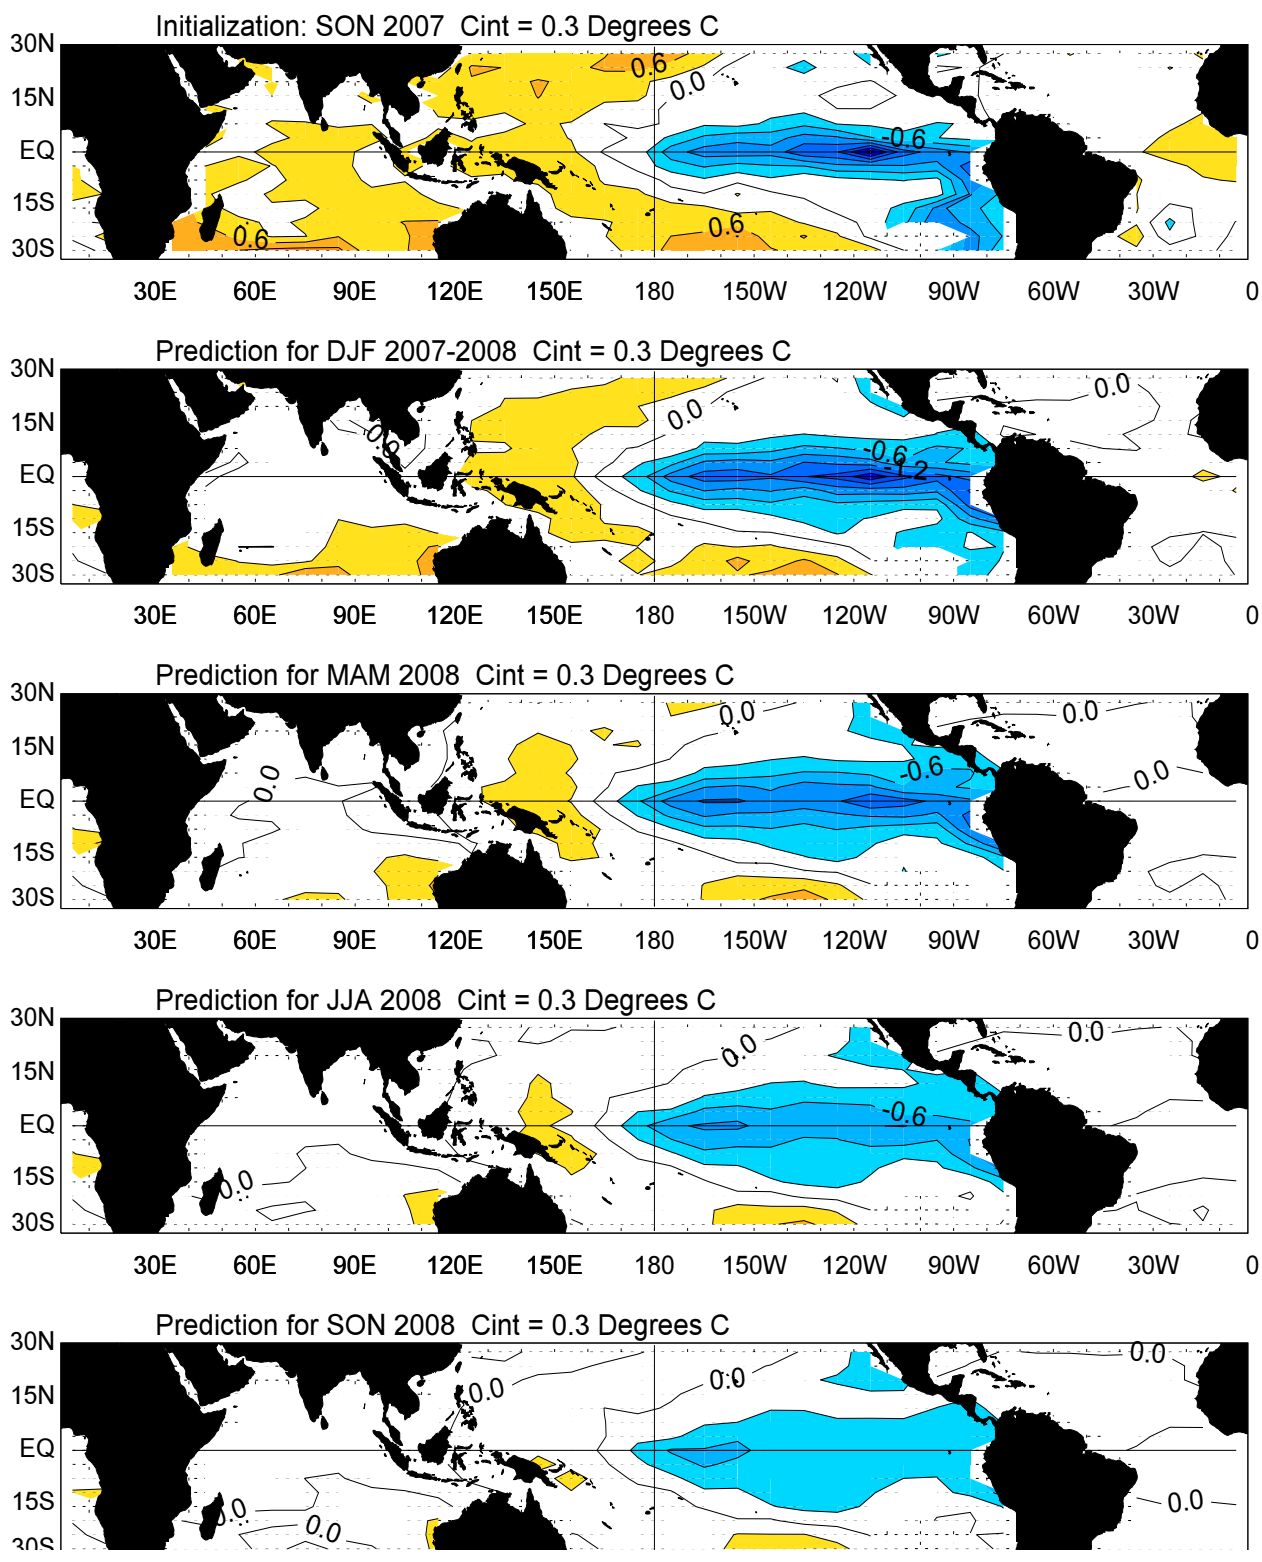 Initialization: SON 2007  Cint = 0.3 Degrees C
30N
0.6
0.0
15N
-0.6
EQ
15S
0.6
0.6
30S
30E 60E 90E 120E 150E 180 150W 120W 90W 60W 30W 0
Prediction for DJF 2007-2008  Cint = 0.3 Degrees C
30N
0.0
0.0
15N
0.0
-0.6
-1.2
EQ
15S
30S
30E 60E 90E 120E 150E 180 150W 120W 90W 60W 30W 0
Prediction for MAM 2008  Cint = 0.3 Degrees C
30N
0.0
0.0
15N
0.0
-0.6
0.0
EQ
15S
30S
30E 60E 90E 120E 150E 180 150W 120W 90W 60W 30W 0
Prediction for JJA 2008  Cint = 0.3 Degrees C
30N
0.0
0.0
15N
-0.6
EQ
15S
0.0
30S
30E 60E 90E 120E 150E 180 150W 120W 90W 60W 30W 0
Prediction for SON 2008  Cint = 0.3 Degrees C
30N
0.0
0.0
0.0
15N
EQ
15S
0.0
0.0
0.0
30S